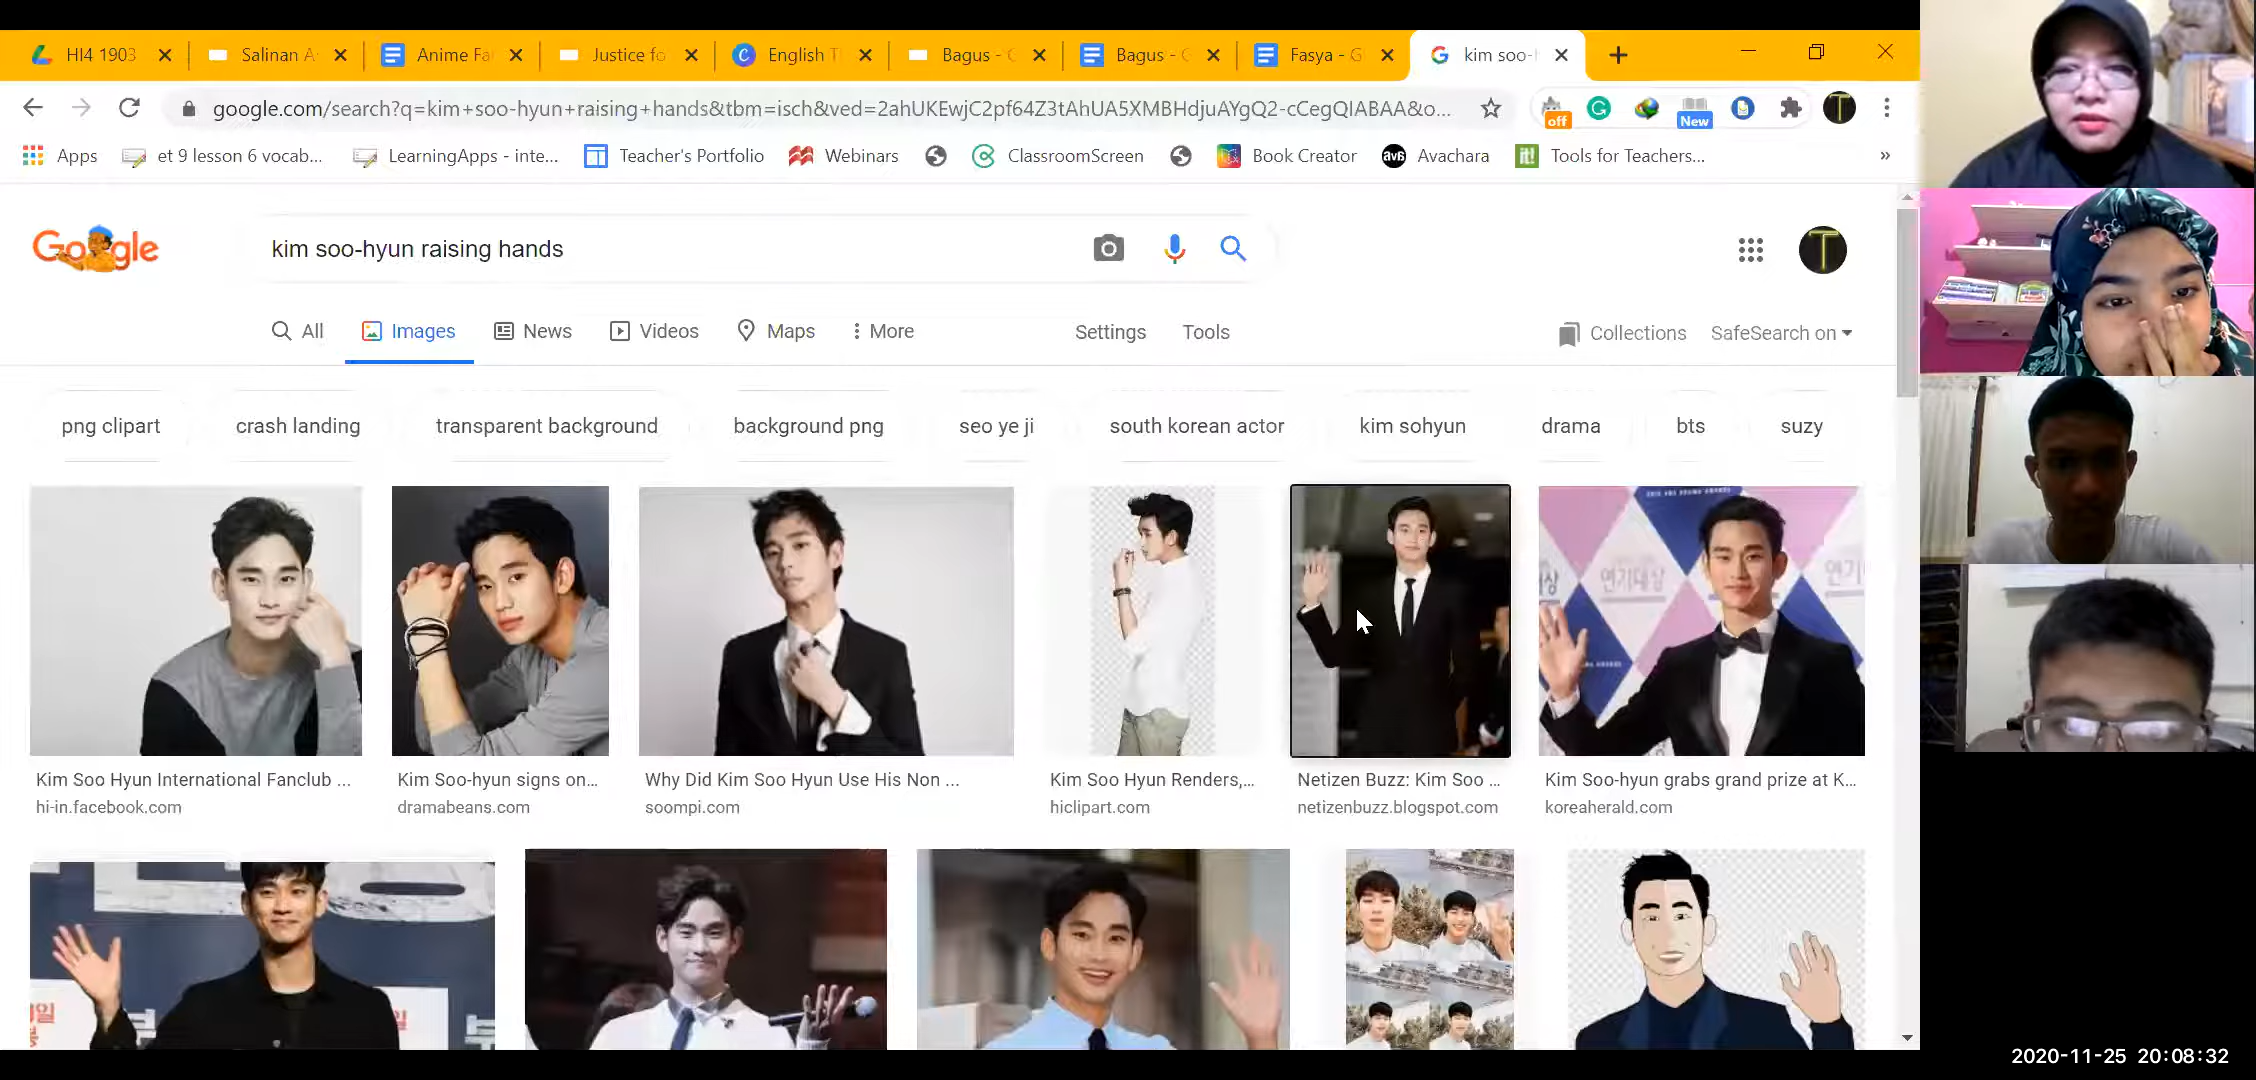 HI4 1903
Salinan A
Anime Fa
Justice fo
English T
Bagus - G
Bagus - G
Fasya - G
kim soo-h
google.com/search?q=kim+soo-hyun+raising+hands&tbm=isch&ved=2ahUKEwjC2pf64Z3tAhUA5XMBHdjuAYgQ2-cCegQIABAA&o...
off
New
T
Apps
et 9 lesson 6 vocab...
LearningApps - inte...
Teacher's Portfolio
Webinars
ClassroomScreen
Book Creator
ava
Avachara
it!
Tools for Teachers...
»
Google
kim soo-hyun raising hands
T
All
Images
News
Videos
Maps
More
Settings
Tools
Collections
SafeSearch on
png clipart
crash landing
transparent background
background png
seo ye ji
south korean actor
kim sohyun
drama
bts
suzy
연기대상
Kim Soo Hyun International Fanclub ...
hi-in.facebook.com
Kim Soo-hyun signs on...
dramabeans.com
Why Did Kim Soo Hyun Use His Non ...
soompi.com
Kim Soo Hyun Renders,...
hiclipart.com
Netizen Buzz: Kim Soo ...
netizenbuzz.blogspot.com
Kim Soo-hyun grabs grand prize at K...
koreaherald.com
2020-11-25 20:08:32